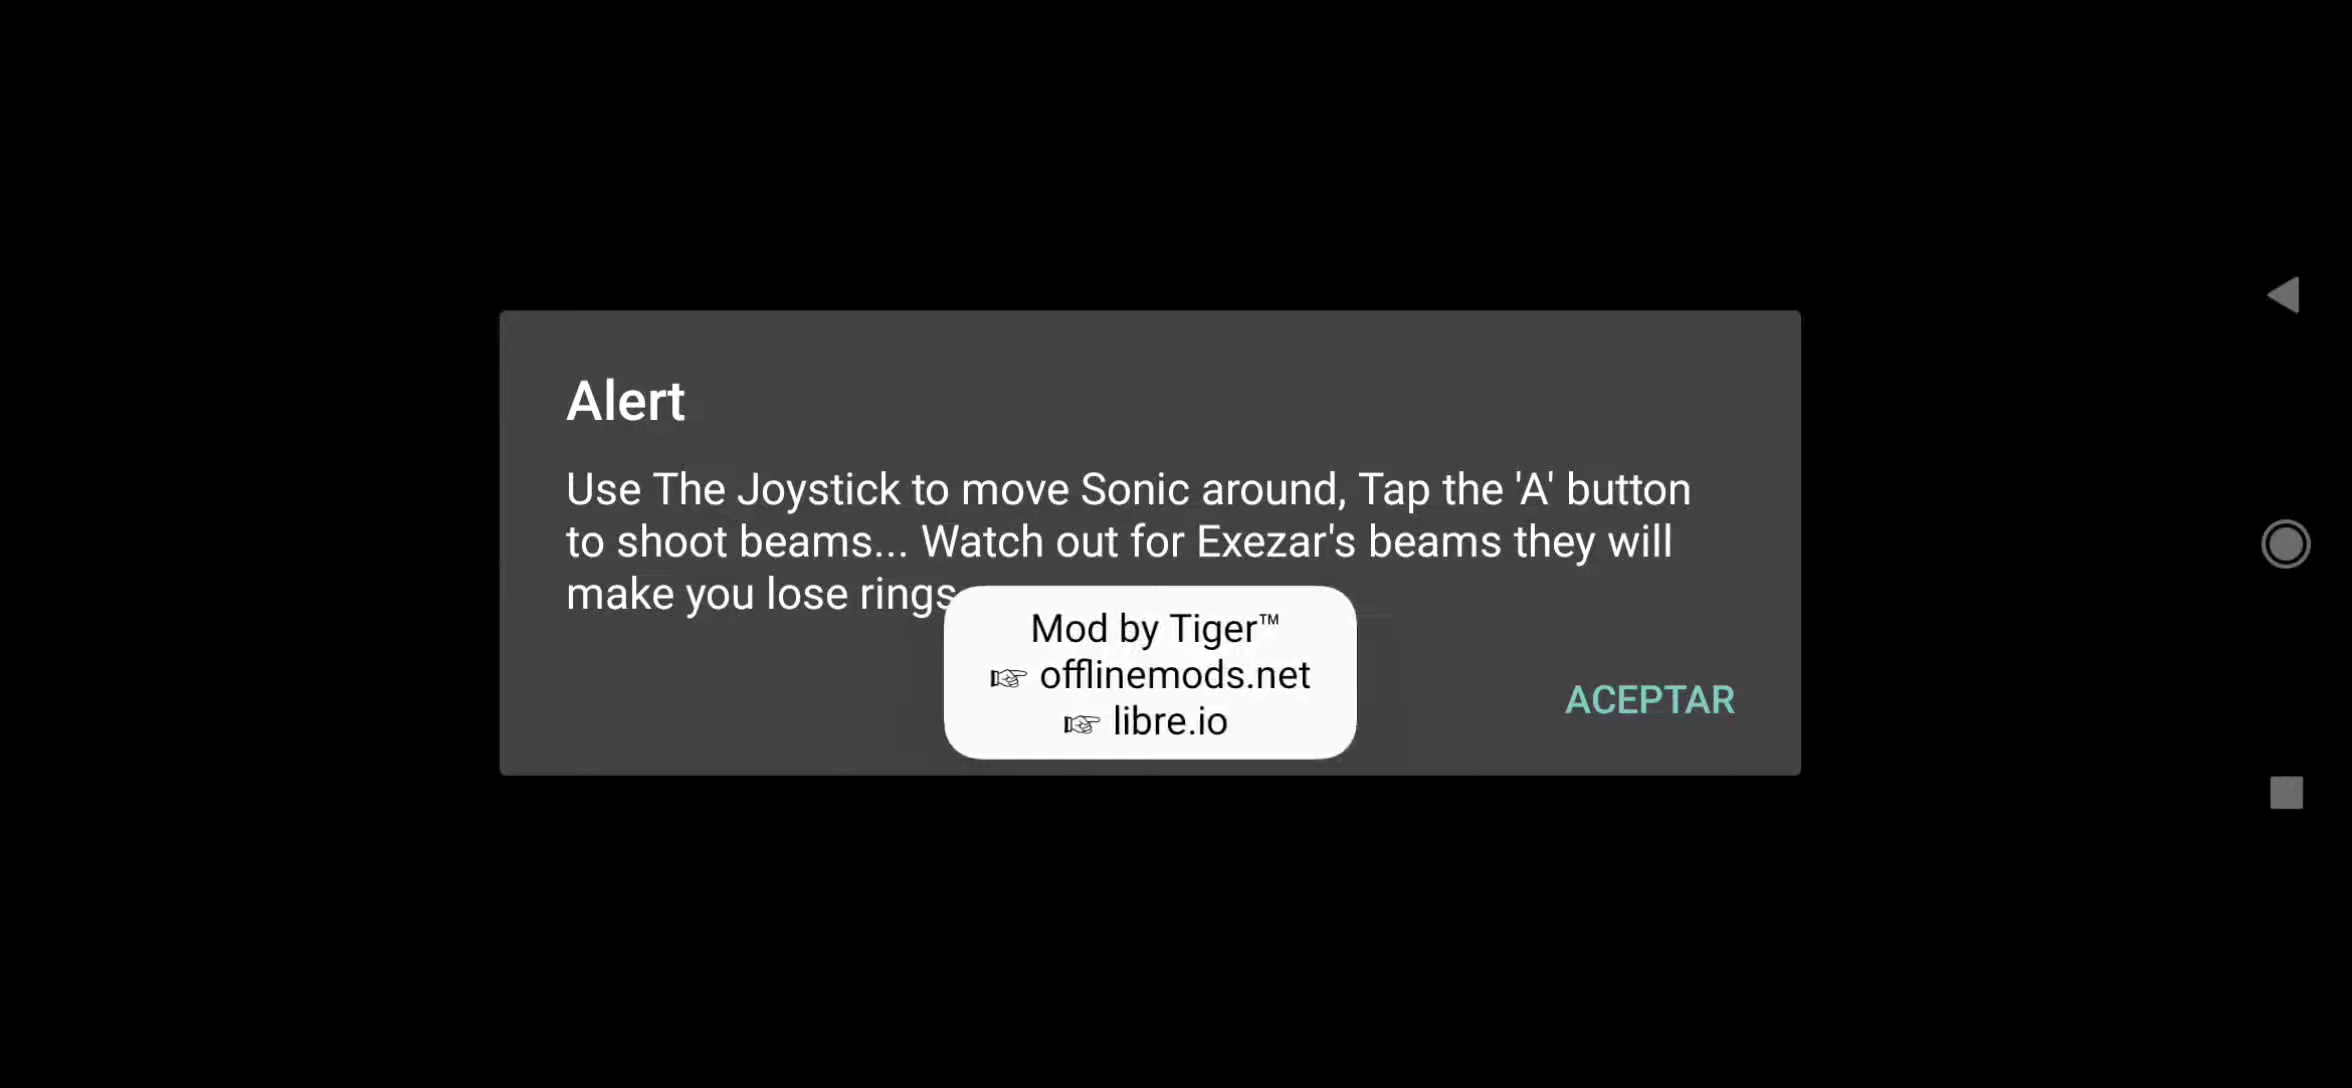 Alert
Use The Joystick to move Sonic around, Tap the 'A' button
to shoot beams... Watch out for Exezar's beams they will
make you lose rings
Mod by Tiger™
☞ offlinemods.net
☞ libre.io
ACEPTAR